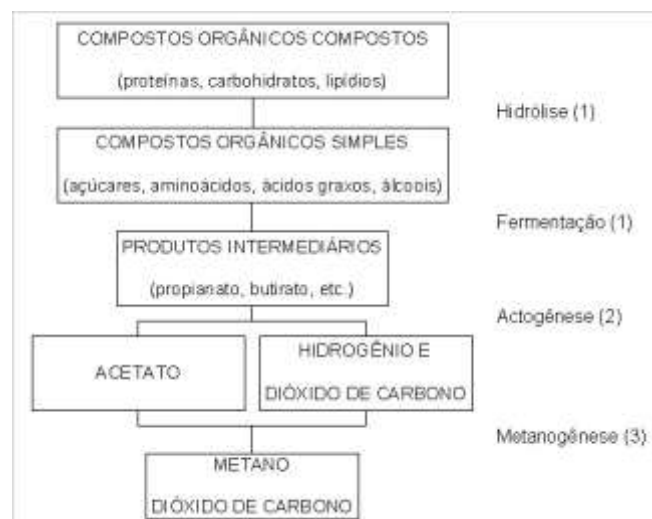 COMPOSTOS ORGÂNICOS COMPOSTOS
(proteínas, carbohidratos, lipídios)
Hidrólise (1)
COMPOSTOS ORGÂNICOS SIMPLES
(açúcares, aminoácidos, ácidos graxos, álcoois)
Fermentação (1)
PRODUTOS INTERMEDIÁRIOS
(propianato, butirato, etc.)
Actogênese (2)
ACETATO
HIDROGÊNIO E
DIÓXIDO DE CARBONO
Metanogênese (3)
METANO
DIÓXIDO DE CARBONO